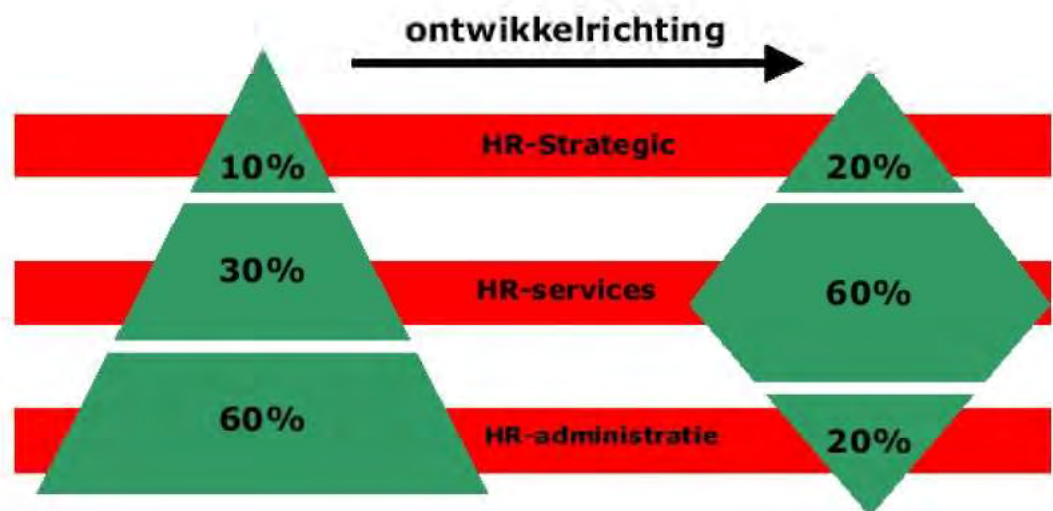 ontwikkelrichting
10% HR-Strategic 20%
30% HR-services 60%
60% HR-administratie 20%